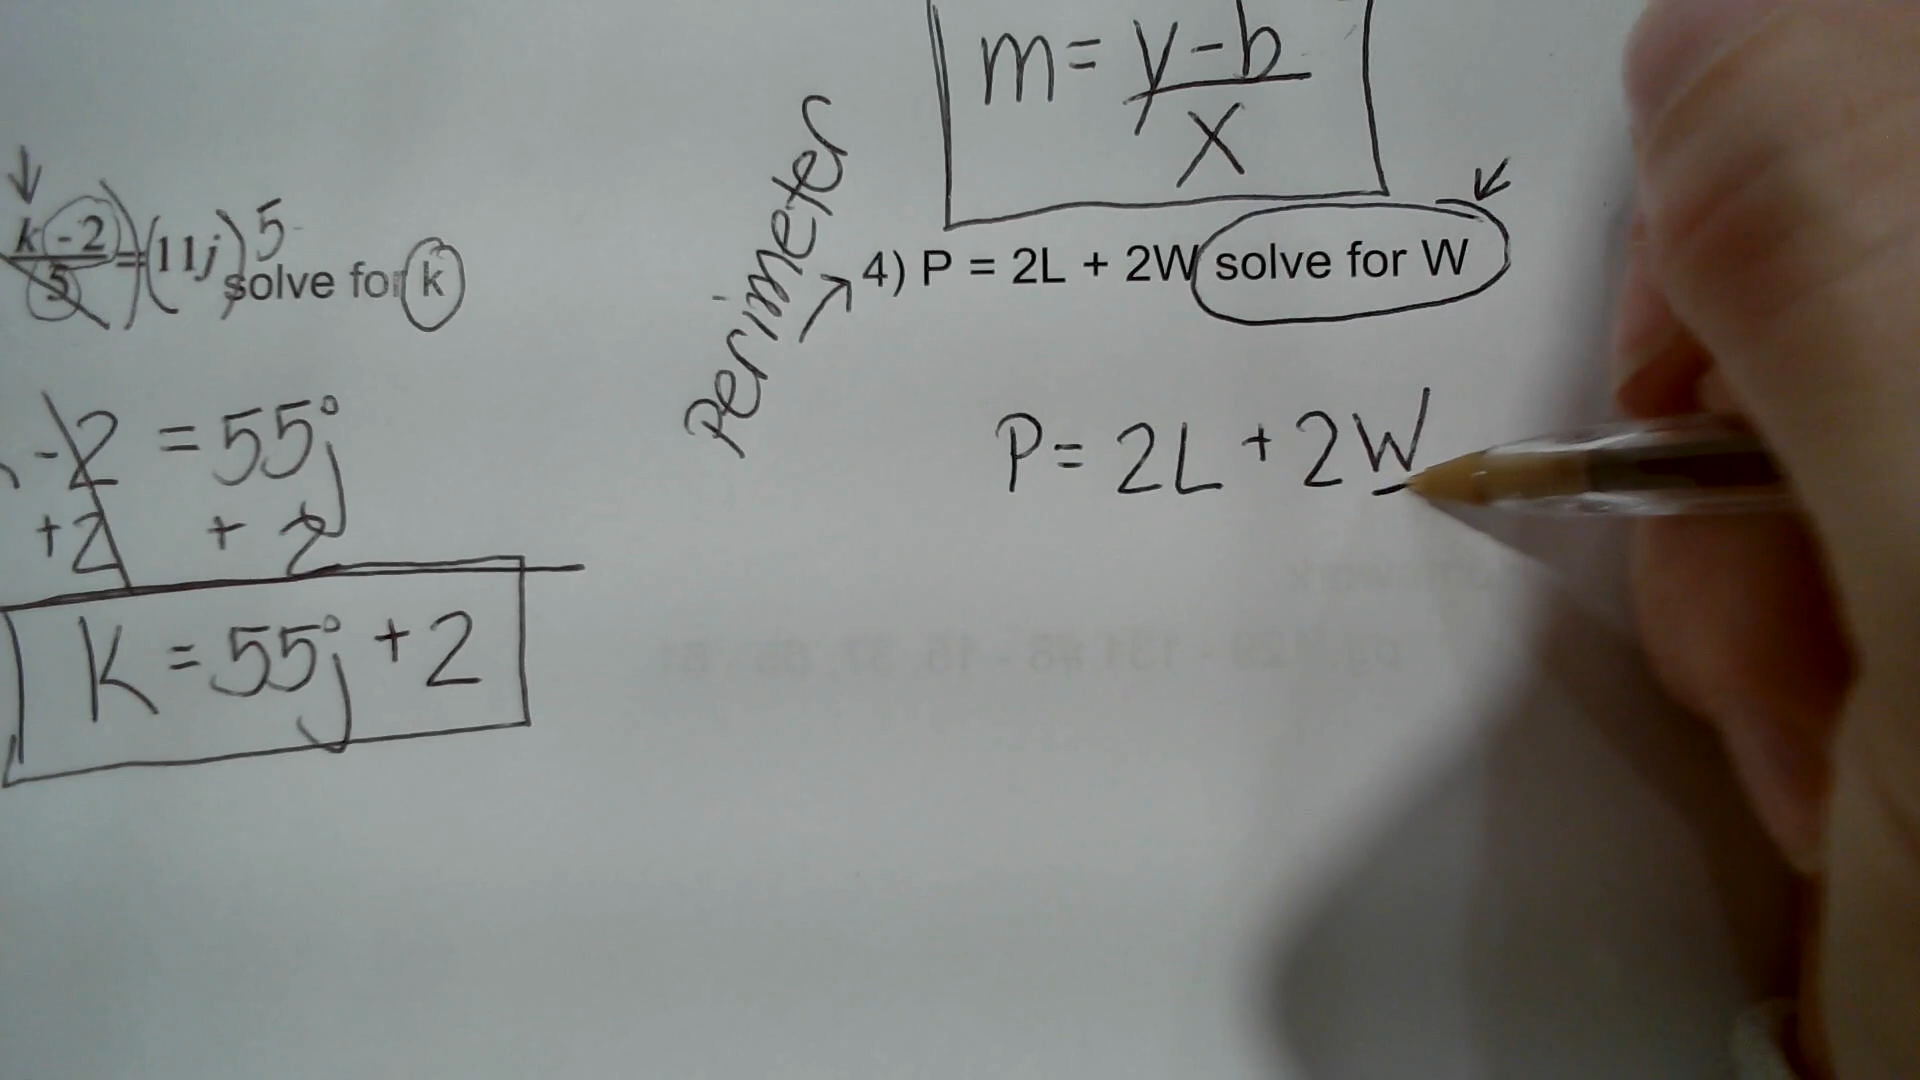 m = y - b
x
Perimeter
4) P = 2L + 2W solve for W
P = 2L + 2W
k - 2 = (11j) 5
5
solve for k
- 2 = 55j
+2 + 2
K = 55j + 2